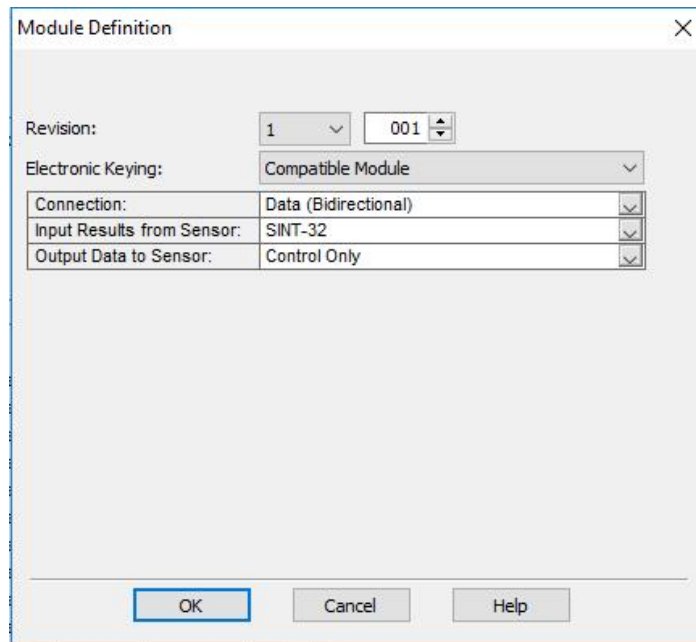 Module Definition
Revision: 1 001
Electronic Keying: Compatible Module
Connection: Data (Bidirectional)
Input Results from Sensor: SINT-32
Output Data to Sensor: Control Only
OK Cancel Help